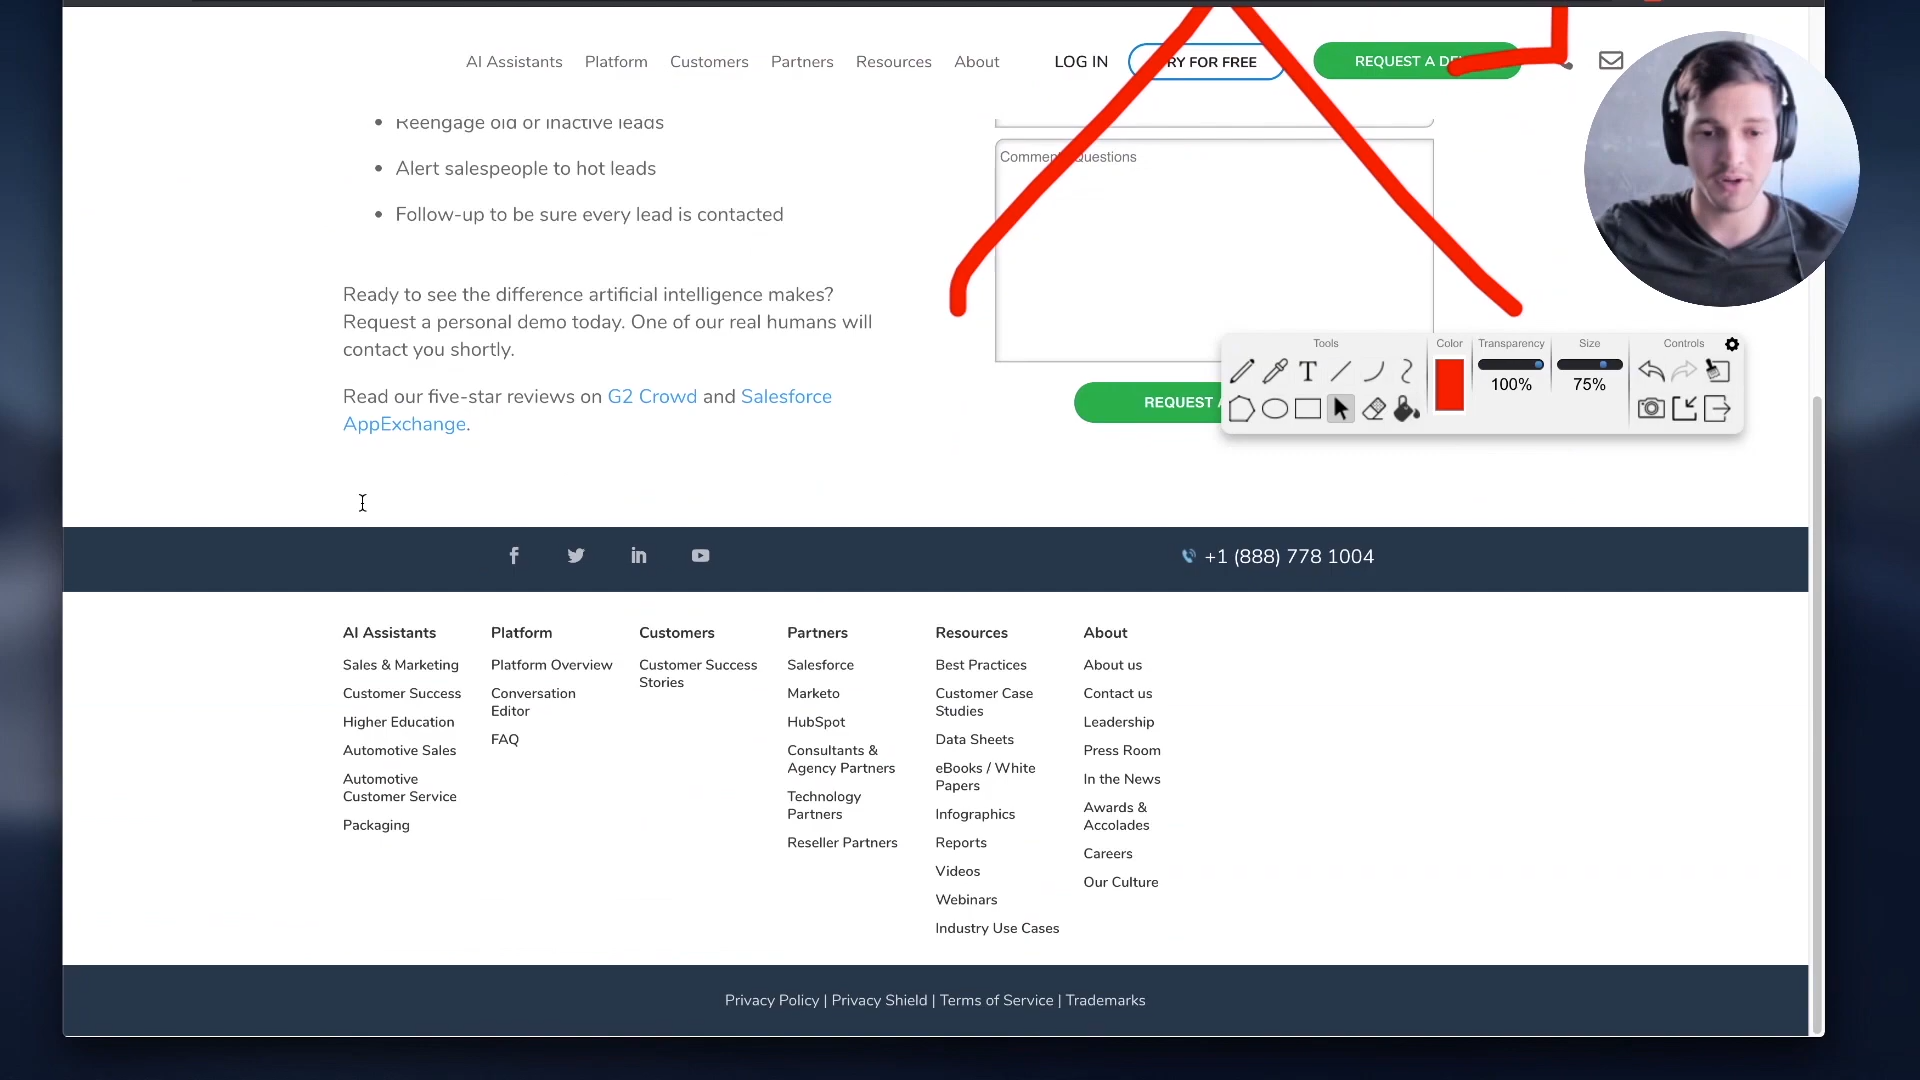 AI Assistants Platform Customers Partners Resources About LOG IN TRY FOR FREE REQUEST A DEMO
Reengage old or inactive leads
Alert salespeople to hot leads
Follow-up to be sure every lead is contacted
Comments/Questions
Ready to see the difference artificial intelligence makes?
Request a personal demo today. One of our real humans will
contact you shortly.
Read our five-star reviews on G2 Crowd and Salesforce
AppExchange.
REQUEST A
Tools
Color
Transparency
100%
Size
75%
Controls
T
+1 (888) 778 1004
AI Assistants
Sales & Marketing
Customer Success
Higher Education
Automotive Sales
Automotive
Customer Service
Packaging
Platform
Platform Overview
Conversation
Editor
FAQ
Customers
Customer Success
Stories
Partners
Salesforce
Marketo
HubSpot
Consultants &
Agency Partners
Technology
Partners
Reseller Partners
Resources
Best Practices
Customer Case
Studies
Data Sheets
eBooks / White
Papers
Infographics
Reports
Videos
Webinars
Industry Use Cases
About
About us
Contact us
Leadership
Press Room
In the News
Awards &
Accolades
Careers
Our Culture
Privacy Policy | Privacy Shield | Terms of Service | Trademarks